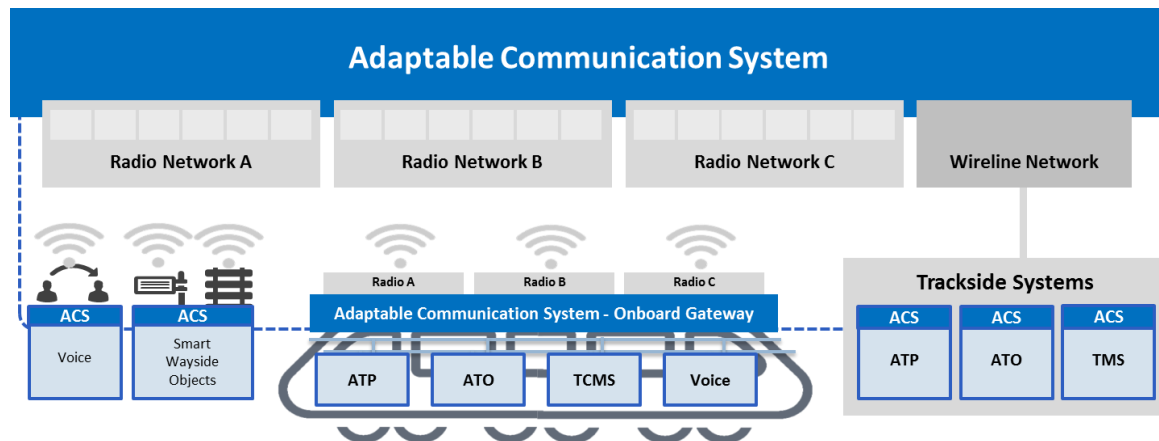 Adaptable Communication System
Radio Network A
Radio Network B
Radio Network C
Wireline Network
Radio A
Radio B
Radio C
Trackside Systems
Adaptable Communication System - Onboard Gateway
ACS
Voice
ACS
Smart
Wayside
Objects
ATP
ATO
TCMS
Voice
ACS
ATP
ACS
ATO
ACS
TMS